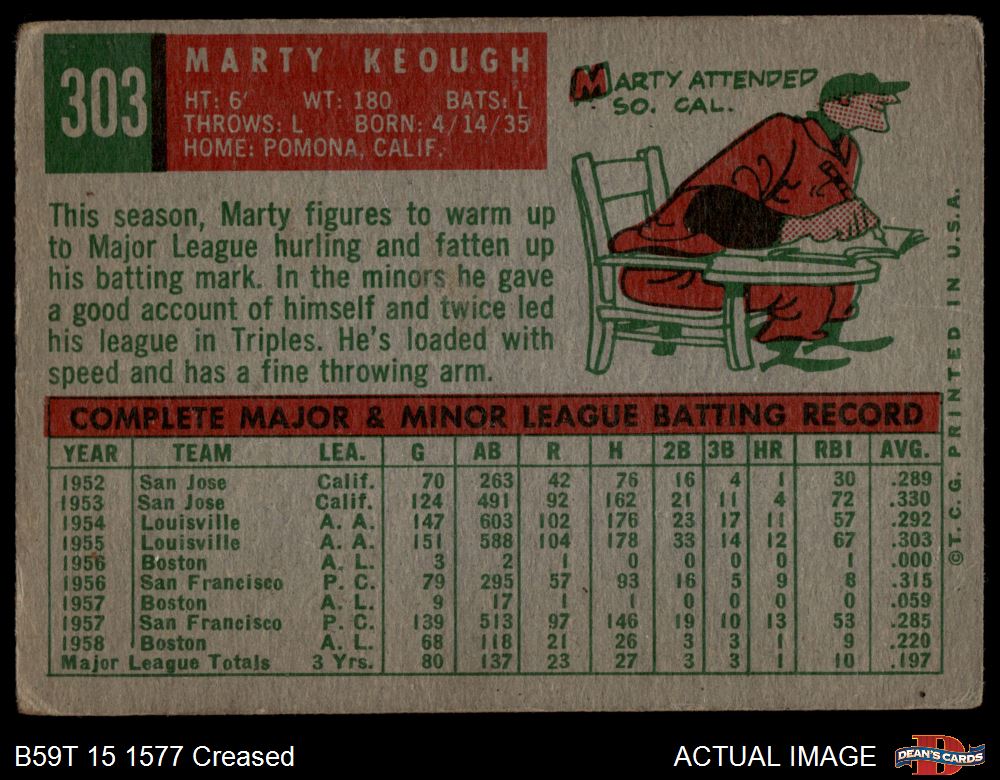 303
MARTY KEOUGH
HT: 6' WT: 180 BATS: L
THROWS: L BORN: 4/14/35
HOME: POMONA, CALIF.
MARTY ATTENDED
SO. CAL.
This season, Marty figures to warm up
to Major League hurling and fatten up
his batting mark. In the minors he gave
a good account of himself and twice led
his league in Triples. He's loaded with
speed and has a fine throwing arm.
COMPLETE MAJOR & MINOR LEAGUE BATTING RECORD
YEAR TEAM LEA. G AB R H 2B 3B HR RBI AVG.
1952 San Jose Calif. 70 263 42 76 16 4 1 30 .289
1953 San Jose Calif. 124 491 92 162 21 11 4 72 .330
1954 Louisville A. A. 147 603 102 176 23 17 11 57 .292
1955 Louisville A. A. 151 588 104 178 33 14 12 67 .303
1956 Boston A. L. 3 2 1 0 0 0 0 1 .000
1956 San Francisco P. C. 79 295 57 93 16 5 9 8 .315
1957 Boston A. L. 9 17 1 1 0 0 0 0 .059
1957 San Francisco P. C. 139 513 97 146 19 10 13 53 .285
1958 Boston A. L. 68 118 21 26 3 3 1 9 .220
Major League Totals 3 Yrs. 80 137 23 27 3 3 1 10 .197
©T.C.G. PRINTED IN U.S.A.
B59T 15 1577 Creased
ACTUAL IMAGE
DEAN'S CARDS